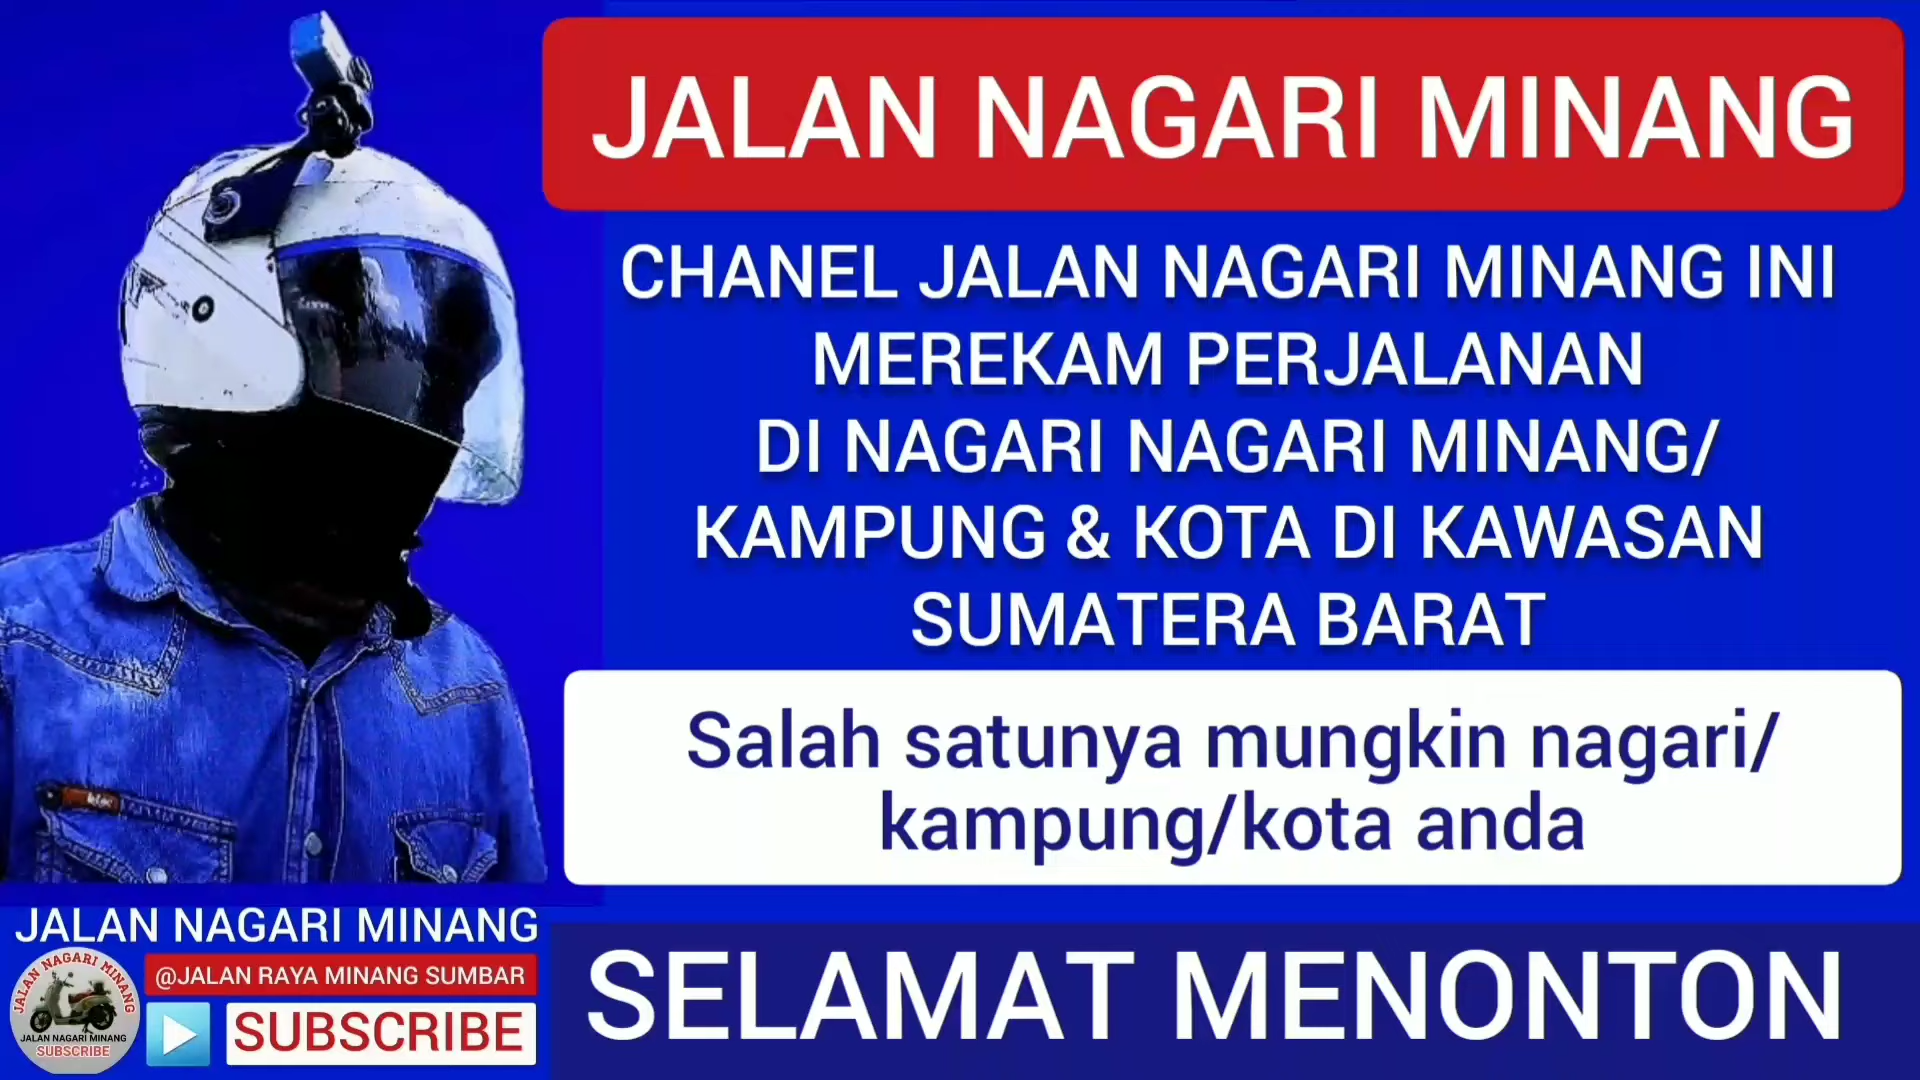 JALAN NAGARI MINANG
CHANEL JALAN NAGARI MINANG INI
MEREKAM PERJALANAN
DI NAGARI NAGARI MINANG/
KAMPUNG & KOTA DI KAWASAN
SUMATERA BARAT
Salah satunya mungkin nagari/
kampung/kota anda
JALAN NAGARI MINANG
@JALAN RAYA MINANG SUMBAR
SUBSCRIBE
JALAN NAGARI MINANG
JALAN NAGARI MINANG
SUBSCRIBE
SELAMAT MENONTON